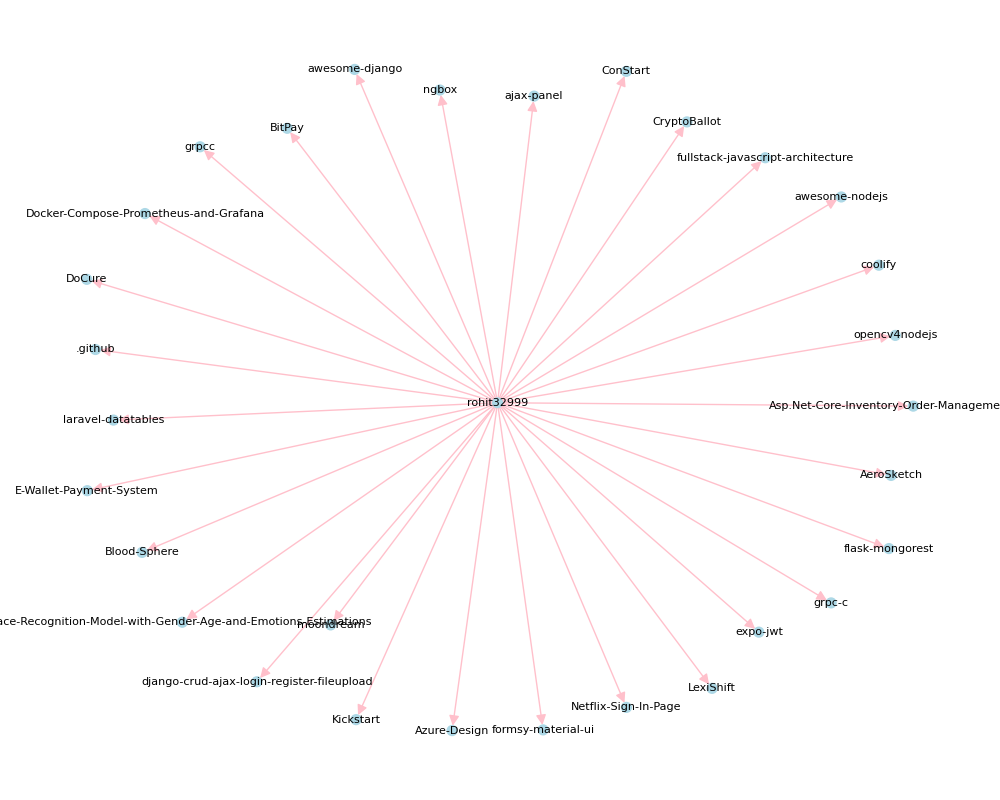 awesome-django
ConStart
ngbox
ajax-panel
CryptoBallot
BitPay
grpcc
fullstack-javascript-architecture
awesome-nodejs
Docker-Compose-Prometheus-and-Grafana
coolify
DoCure
opencv4nodejs
.github
rohit32999
Asp.Net-Core-Inventory-Order-Manageme
laravel-datatables
AeroSketch
E-Wallet-Payment-System
flask-mongorest
Blood-Sphere
grpc-c
ace-Recognition-Model-with-Gender-Age-and-Emotions-Estimations
moondream
expo-jwt
django-crud-ajax-login-register-fileupload
LexiShift
Netflix-Sign-In-Page
Kickstart
Azure-Design
formsy-material-ui